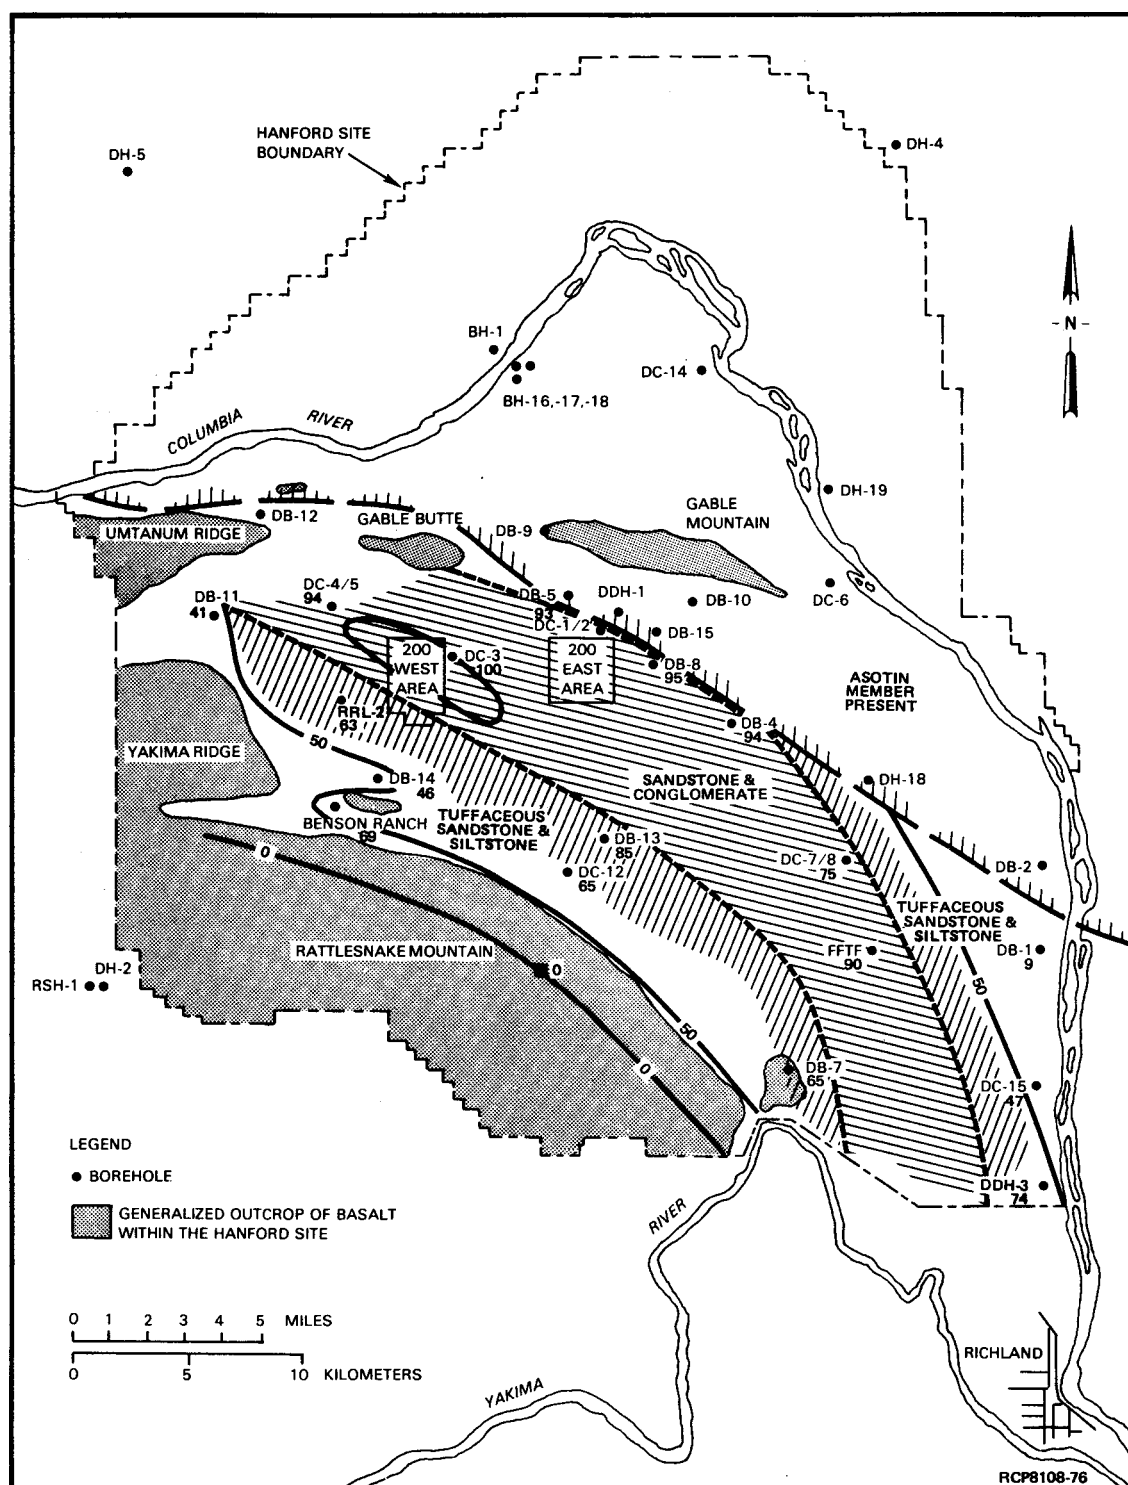 HANFORD SITE
BOUNDARY
DH-5
DH-4
- N -
BH-1
BH-16,-17,-18
DC-14
COLUMBIA
RIVER
DH-19
GABLE
MOUNTAIN
UMTANUM RIDGE
DB-12
GABLE BUTTE
DB-9
DC-4/5
94
DB-11
41
DB-5
93
DDH-1
DC-1/2
DB-10
DC-6
DB-15
200
WEST
AREA
DC-3
100
200
EAST
AREA
DB-8
95
ASOTIN
MEMBER
PRESENT
RRL-2
63
DB-4
94
YAKIMA RIDGE
50
DB-14
46
SANDSTONE &
CONGLOMERATE
DH-18
BENSON RANCH
69
TUFFACEOUS
SANDSTONE &
SILTSTONE
DB-13
85
DC-12
65
DC-7/8
75
DB-2
0
TUFFACEOUS
SANDSTONE &
SILTSTONE
RATTLESNAKE MOUNTAIN
0
FFTF
90
DB-1
9
DH-2
RSH-1
50
50
0
DB-7
65
DC-15
47
DDH-3
74
LEGEND
BOREHOLE
GENERALIZED OUTCROP OF BASALT
WITHIN THE HANFORD SITE
RIVER
0 1 2 3 4 5 MILES
0 5 10 KILOMETERS
YAKIMA
RICHLAND
RCP8108-76